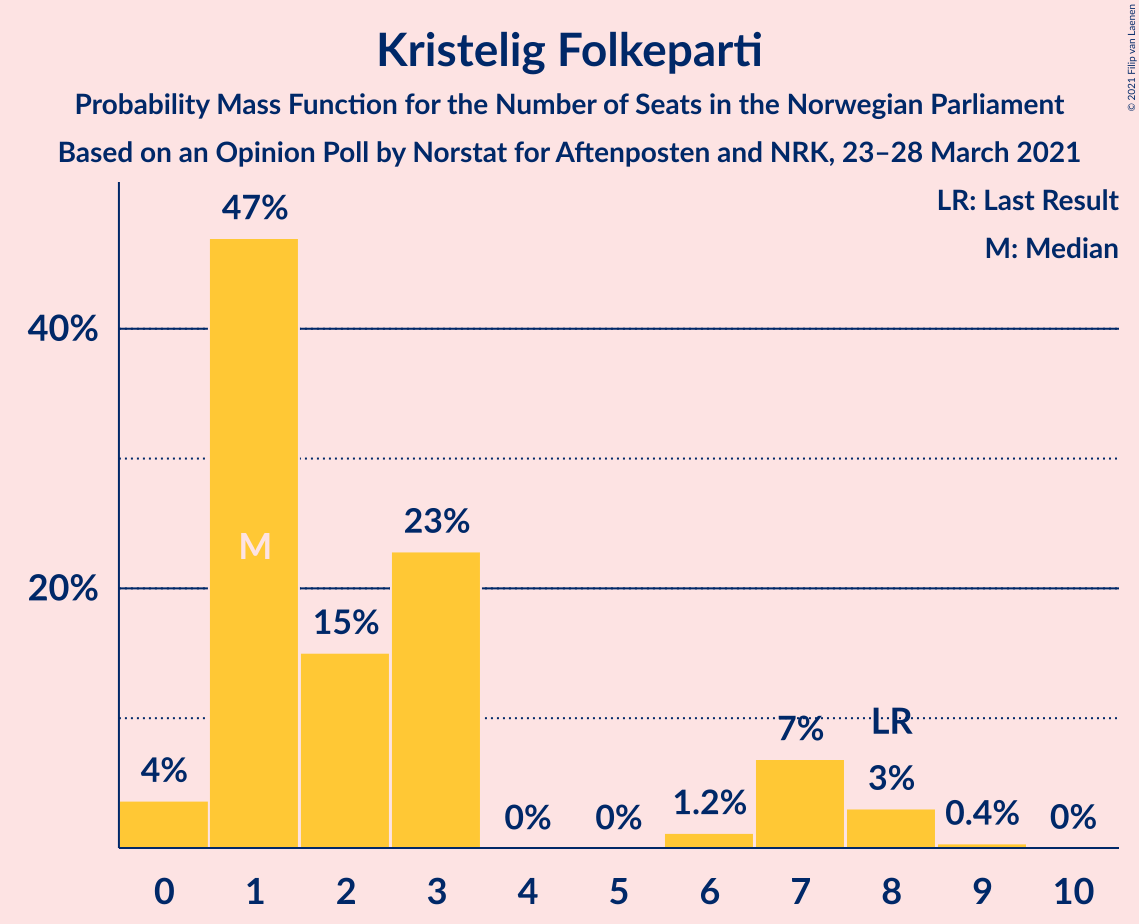 Kristelig Folkeparti
Probability Mass Function for the Number of Seats in the Norwegian Parliament
Based on an Opinion Poll by Norstat for Aftenposten and NRK, 23–28 March 2021
© 2021 Filip van Laenen
LR: Last Result
M: Median
47%
40%
M
23%
20%
15%
LR
7%
4%
3%
1.2%
0.4%
0%
0%
0%
0 1 2 3 4 5 6 7 8 9 10